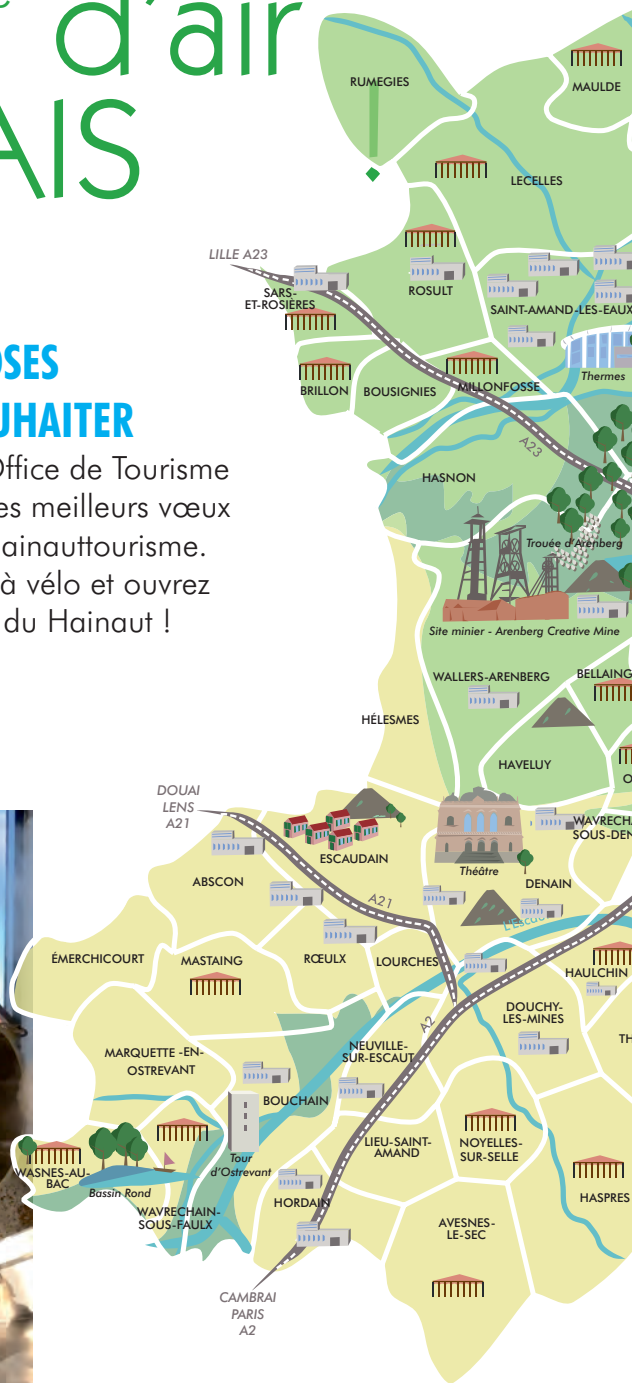 d'air
AIS
OSES
UHAITER
Office de Tourisme
es meilleurs vœux
ainauttourisme.
à vélo et ouvrez
du Hainaut !
RUMEGIES
MAULDE
LECELLES
LILLE A23
SARS-
ET-ROSIÈRES
ROSULT
SAINT-AMAND-LES-EAUX
BRILLON
BOUSIGNIES
MILLONFOSSE
Thermes
A23
HASNON
Trouée d'Arenberg
Site minier - Arenberg Creative Mine
WALLERS-ARENBERG
BELLAING
HÉLESMES
HAVELUY
DOUAI
LENS
A21
ESCAUDAIN
Théâtre
WAVRECHA
SOUS-DEN
ABSCON
DENAIN
A21
L'Escau
ÉMERCHICOURT
MASTAING
RŒULX
LOURCHES
HAULCHIN
DOUCHY-
LES-MINES
A2
TH
MARQUETTE -EN-
OSTREVANT
NEUVILLE-
SUR-ESCAUT
BOUCHAIN
LIEU-SAINT-
AMAND
NOYELLES-
SUR-SELLE
Tour
d'Ostrevant
WASNES-AU-
BAC
Bassin Rond
HASPRES
HORDAIN
WAVRECHAIN-
SOUS-FAULX
AVESNES-
LE-SEC
CAMBRAI
PARIS
A2